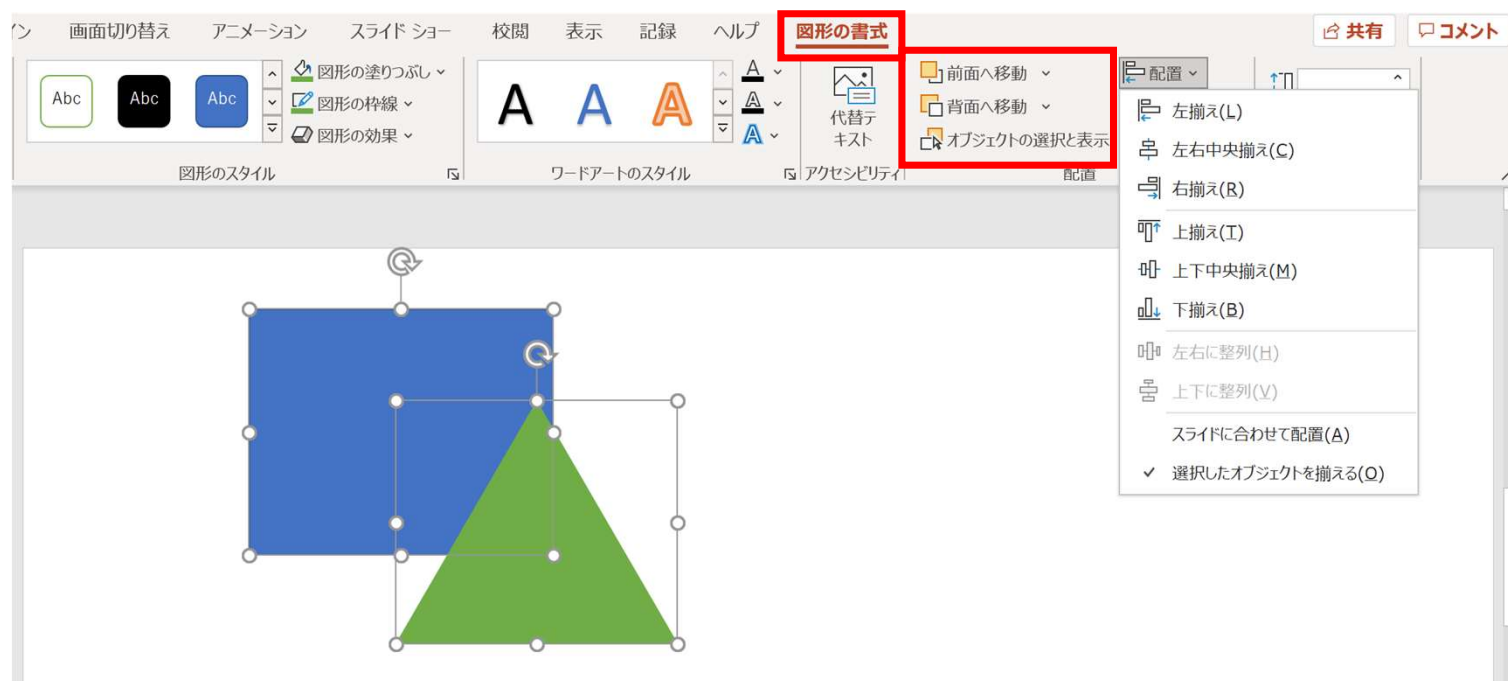 画面切り替え アニメーション スライド ショー 校閲 表示 記録 ヘルプ 図形の書式 共有 コメント
Abc Abc Abc
図形の塗りつぶし
図形の枠線
図形の効果
図形のスタイル
A A A
A
A
A
ワードアートのスタイル
代替テ
キスト
アクセシビリティ
前面へ移動
背面へ移動
オブジェクトの選択と表示
配置
配置
左揃え(L)
左右中央揃え(C)
右揃え(R)
上揃え(T)
上下中央揃え(M)
下揃え(B)
左右に整列(H)
上下に整列(V)
スライドに合わせて配置(A)
選択したオブジェクトを揃える(O)